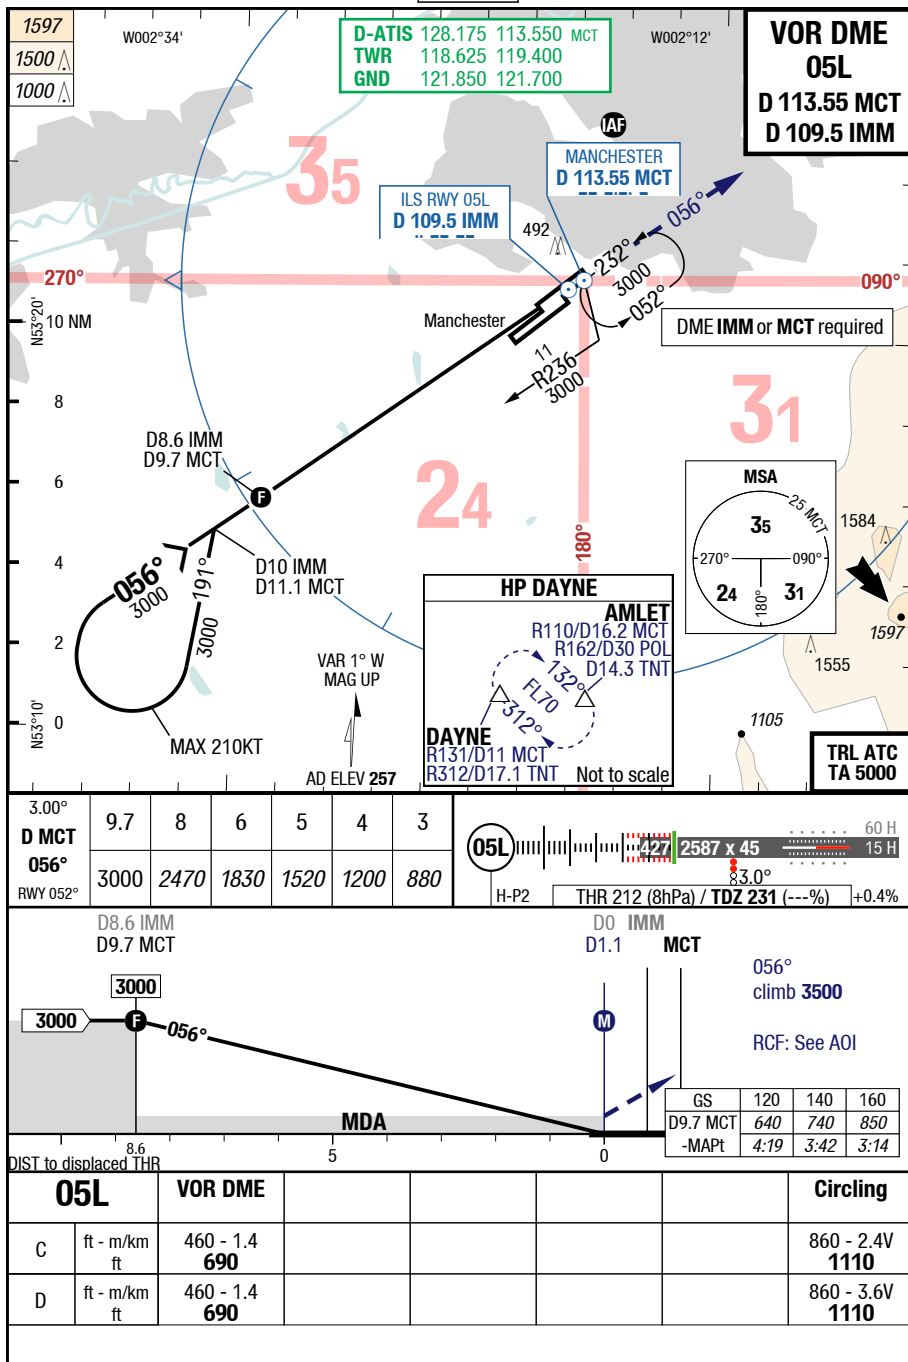 1597
1500
1000
W002°34'
D-ATIS 128.175 113.550 MCT
TWR 118.625 119.400
GND 121.850 121.700
W002°12'
VOR DME
05L
D 113.55 MCT
D 109.5 IMM
IAF
35
MANCHESTER
D 113.55 MCT
ILS RWY 05L
D 109.5 IMM
056°
492
232°
3000
052°
270°
090°
N53°20'
10 NM
Manchester
DME IMM or MCT required
11
R236
3000
8
31
D8.6 IMM
D9.7 MCT
6
F
24
MSA
25 MCT
35
270°
090°
24
180°
31
1584
180°
4
D10 IMM
D11.1 MCT
056°
3000
191°
3000
HP DAYNE
AMLET
R110/D16.2 MCT
R162/D30 POL
D14.3 TNT
132°
FL70
312°
DAYNE
R131/D11 MCT
R312/D17.1 TNT
Not to scale
1597
1555
2
VAR 1° W
MAG UP
1105
N53°10'
0
MAX 210KT
AD ELEV 257
TRL ATC
TA 5000
3.00°
D MCT
056°
RWY 052°
9.7 8 6 5 4 3
3000 2470 1830 1520 1200 880
05L
427 2587 x 45
60 H
15 H
3.0°
H-P2
THR 212 (8hPa) / TDZ 231 (---%)
+0.4%
D8.6 IMM
D9.7 MCT
D0 IMM
D1.1 MCT
3000
3000
F
056°
M
056°
climb 3500
RCF: See AOI
MDA
GS 120 140 160
D9.7 MCT 640 740 850
-MAPt 4:19 3:42 3:14
8.6 5 0
DIST to displaced THR
05L VOR DME Circling
C ft - m/km 460 - 1.4 860 - 2.4V
ft 690 1110
D ft - m/km 460 - 1.4 860 - 3.6V
ft 690 1110